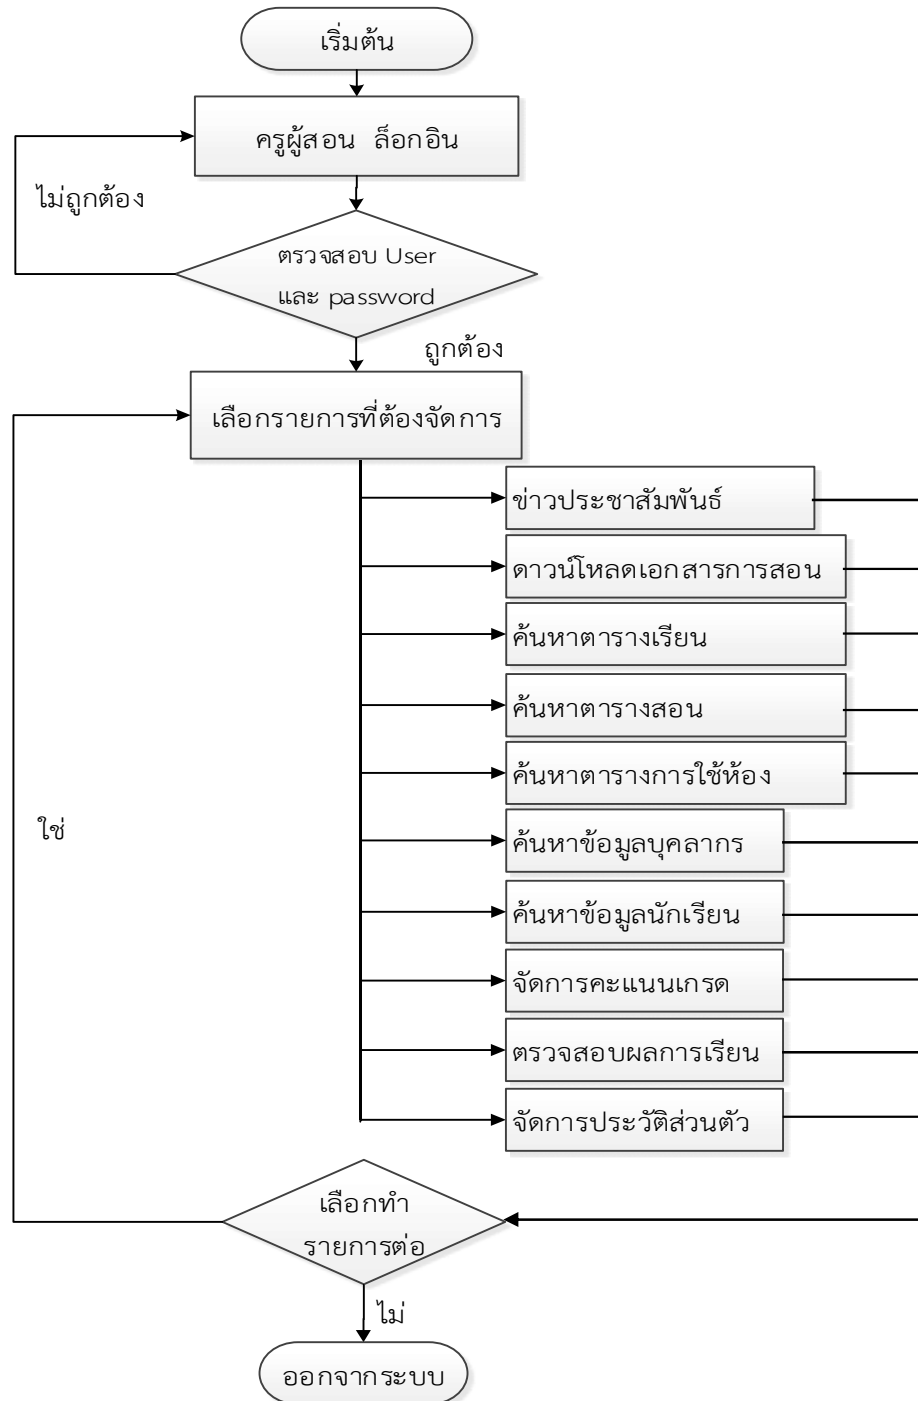 เริ่มต้น
ครูผู้สอน ล็อกอิน
ไม่ถูกต้อง
ตรวจสอบ User
และ password
ถูกต้อง
เลือกรายการที่ต้องจัดการ
ข่าวประชาสัมพันธ์
ดาวน์โหลดเอกสารการสอน
ค้นหาตารางเรียน
ค้นหาตารางสอน
ค้นหาตารางการใช้ห้อง
ใช่
ค้นหาข้อมูลบุคลากร
ค้นหาข้อมูลนักเรียน
จัดการคะแนนเกรด
ตรวจสอบผลการเรียน
จัดการประวัติส่วนตัว
เลือกทำ
รายการต่อ
ไม่
ออกจากระบบ